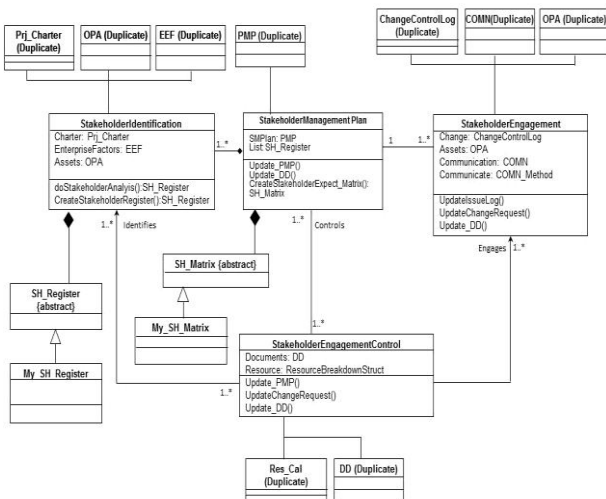 Prj_Charter
(Duplicate)
OPA (Duplicate)
EEF (Duplicate)
PMP (Duplicate)
ChangeControlLog
(Duplicate)
COMN(Duplicate)
OPA (Duplicate)
StakeholderIdentification
Charter: Prj_Charter
EnterpriseFactors: EEF
Assets: OPA
doStakeholderAnalyis():SH_Register
CreateStakeholderRegister():SH_Register
1..*
StakeholderManagement Plan
SMPlan: PMP
List: SH_Register
Update_PMP()
Update_DD()
CreateStakeholderExpect_Matrix():
SH_Matrix
1
1..*
StakeholderEngagement
Change: ChangeControlLog
Assets: OPA
Communication: COMN
Communicate: COMN_Method
UpdateIssueLog()
UpdateChangeRequest()
Update_DD()
1..* Identifies
1..*
Controls
Engages 1..*
SH_Register
{abstract}
SH_Matrix {abstract}
My_SH_Matrix
My_SH_Register
1..*
StakeholderEngagementControl
Documents: DD
Resource: ResourceBreakdownStruct
Update_PMP()
UpdateChangeRequest()
Update_DD()
1..*
Res_Cal
(Duplicate)
DD (Duplicate)